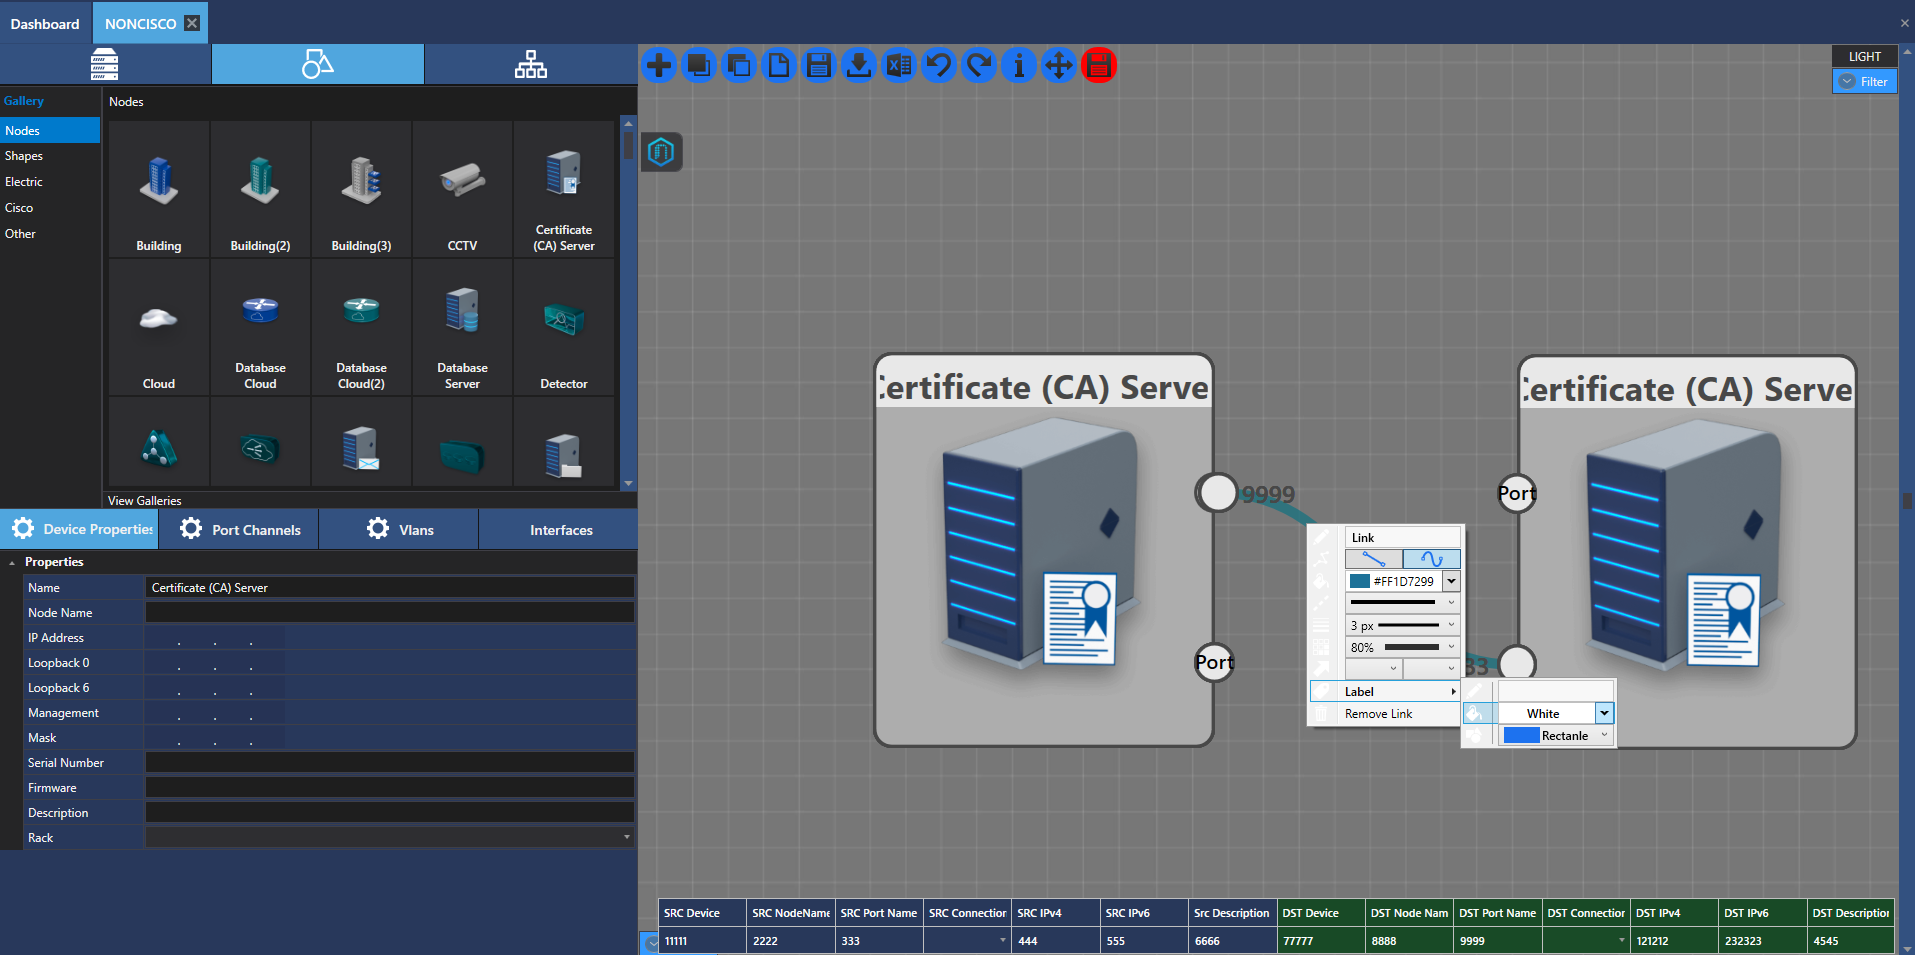 Dashboard
NONCISCO
LIGHT
Filter
Gallery
Nodes
Shapes
Electric
Cisco
Other
Nodes
Building
Building(2)
Building(3)
CCTV
Certificate
(CA) Server
Cloud
Database
Cloud
Database
Cloud(2)
Database
Server
Detector
View Galleries
Device Properties
Port Channels
Vlans
Interfaces
Properties
Name
Certificate (CA) Server
Node Name
IP Address
. . .
Loopback 0
. . .
Loopback 6
. . .
Management
. . .
Mask
. . .
Serial Number
Firmware
Description
Rack
Certificate (CA) Serve
9999
Port
Certificate (CA) Serve
Port
33
Link
#FF1D7299
3 px
80%
Label
Remove Link
White
Rectanle
SRC Device SRC NodeName SRC Port Name SRC Connection SRC IPv4 SRC IPv6 Src Description DST Device DST Node Nam DST Port Name DST Connection DST IPv4 DST IPv6 DST Description
11111 2222 333 444 555 6666 77777 8888 9999 121212 232323 4545